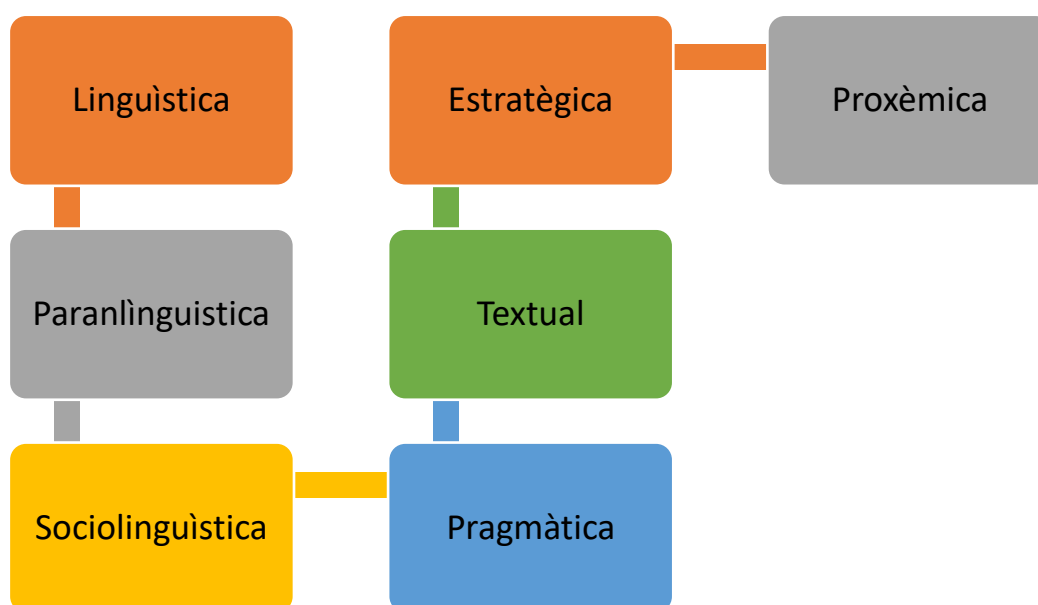 Linguìstica
Paranlìnguistica
Sociolinguìstica
Pragmàtica
Textual
Estratègica
Proxèmica